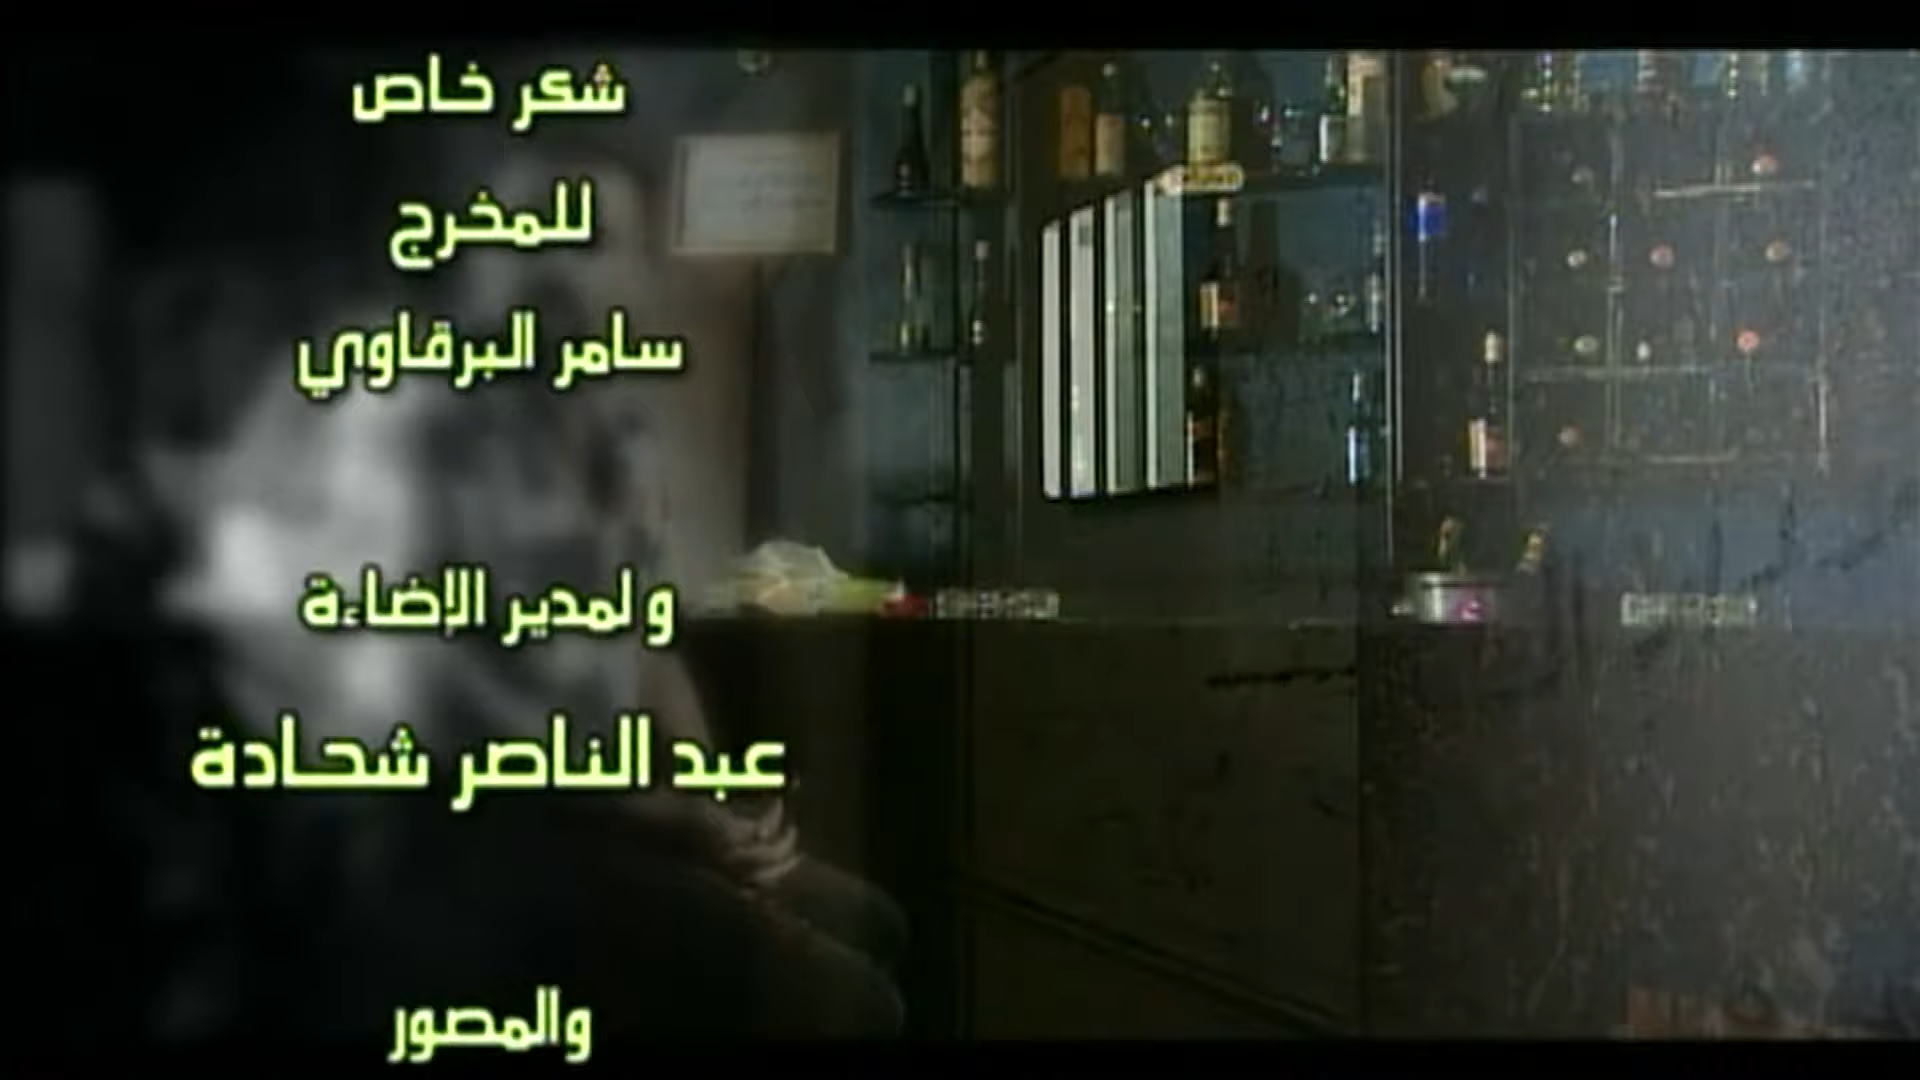 شكر خاص
للمخرج
سامر البرقاوي
و لمدير الإضاءة
عبد الناصر شحادة
والمصور